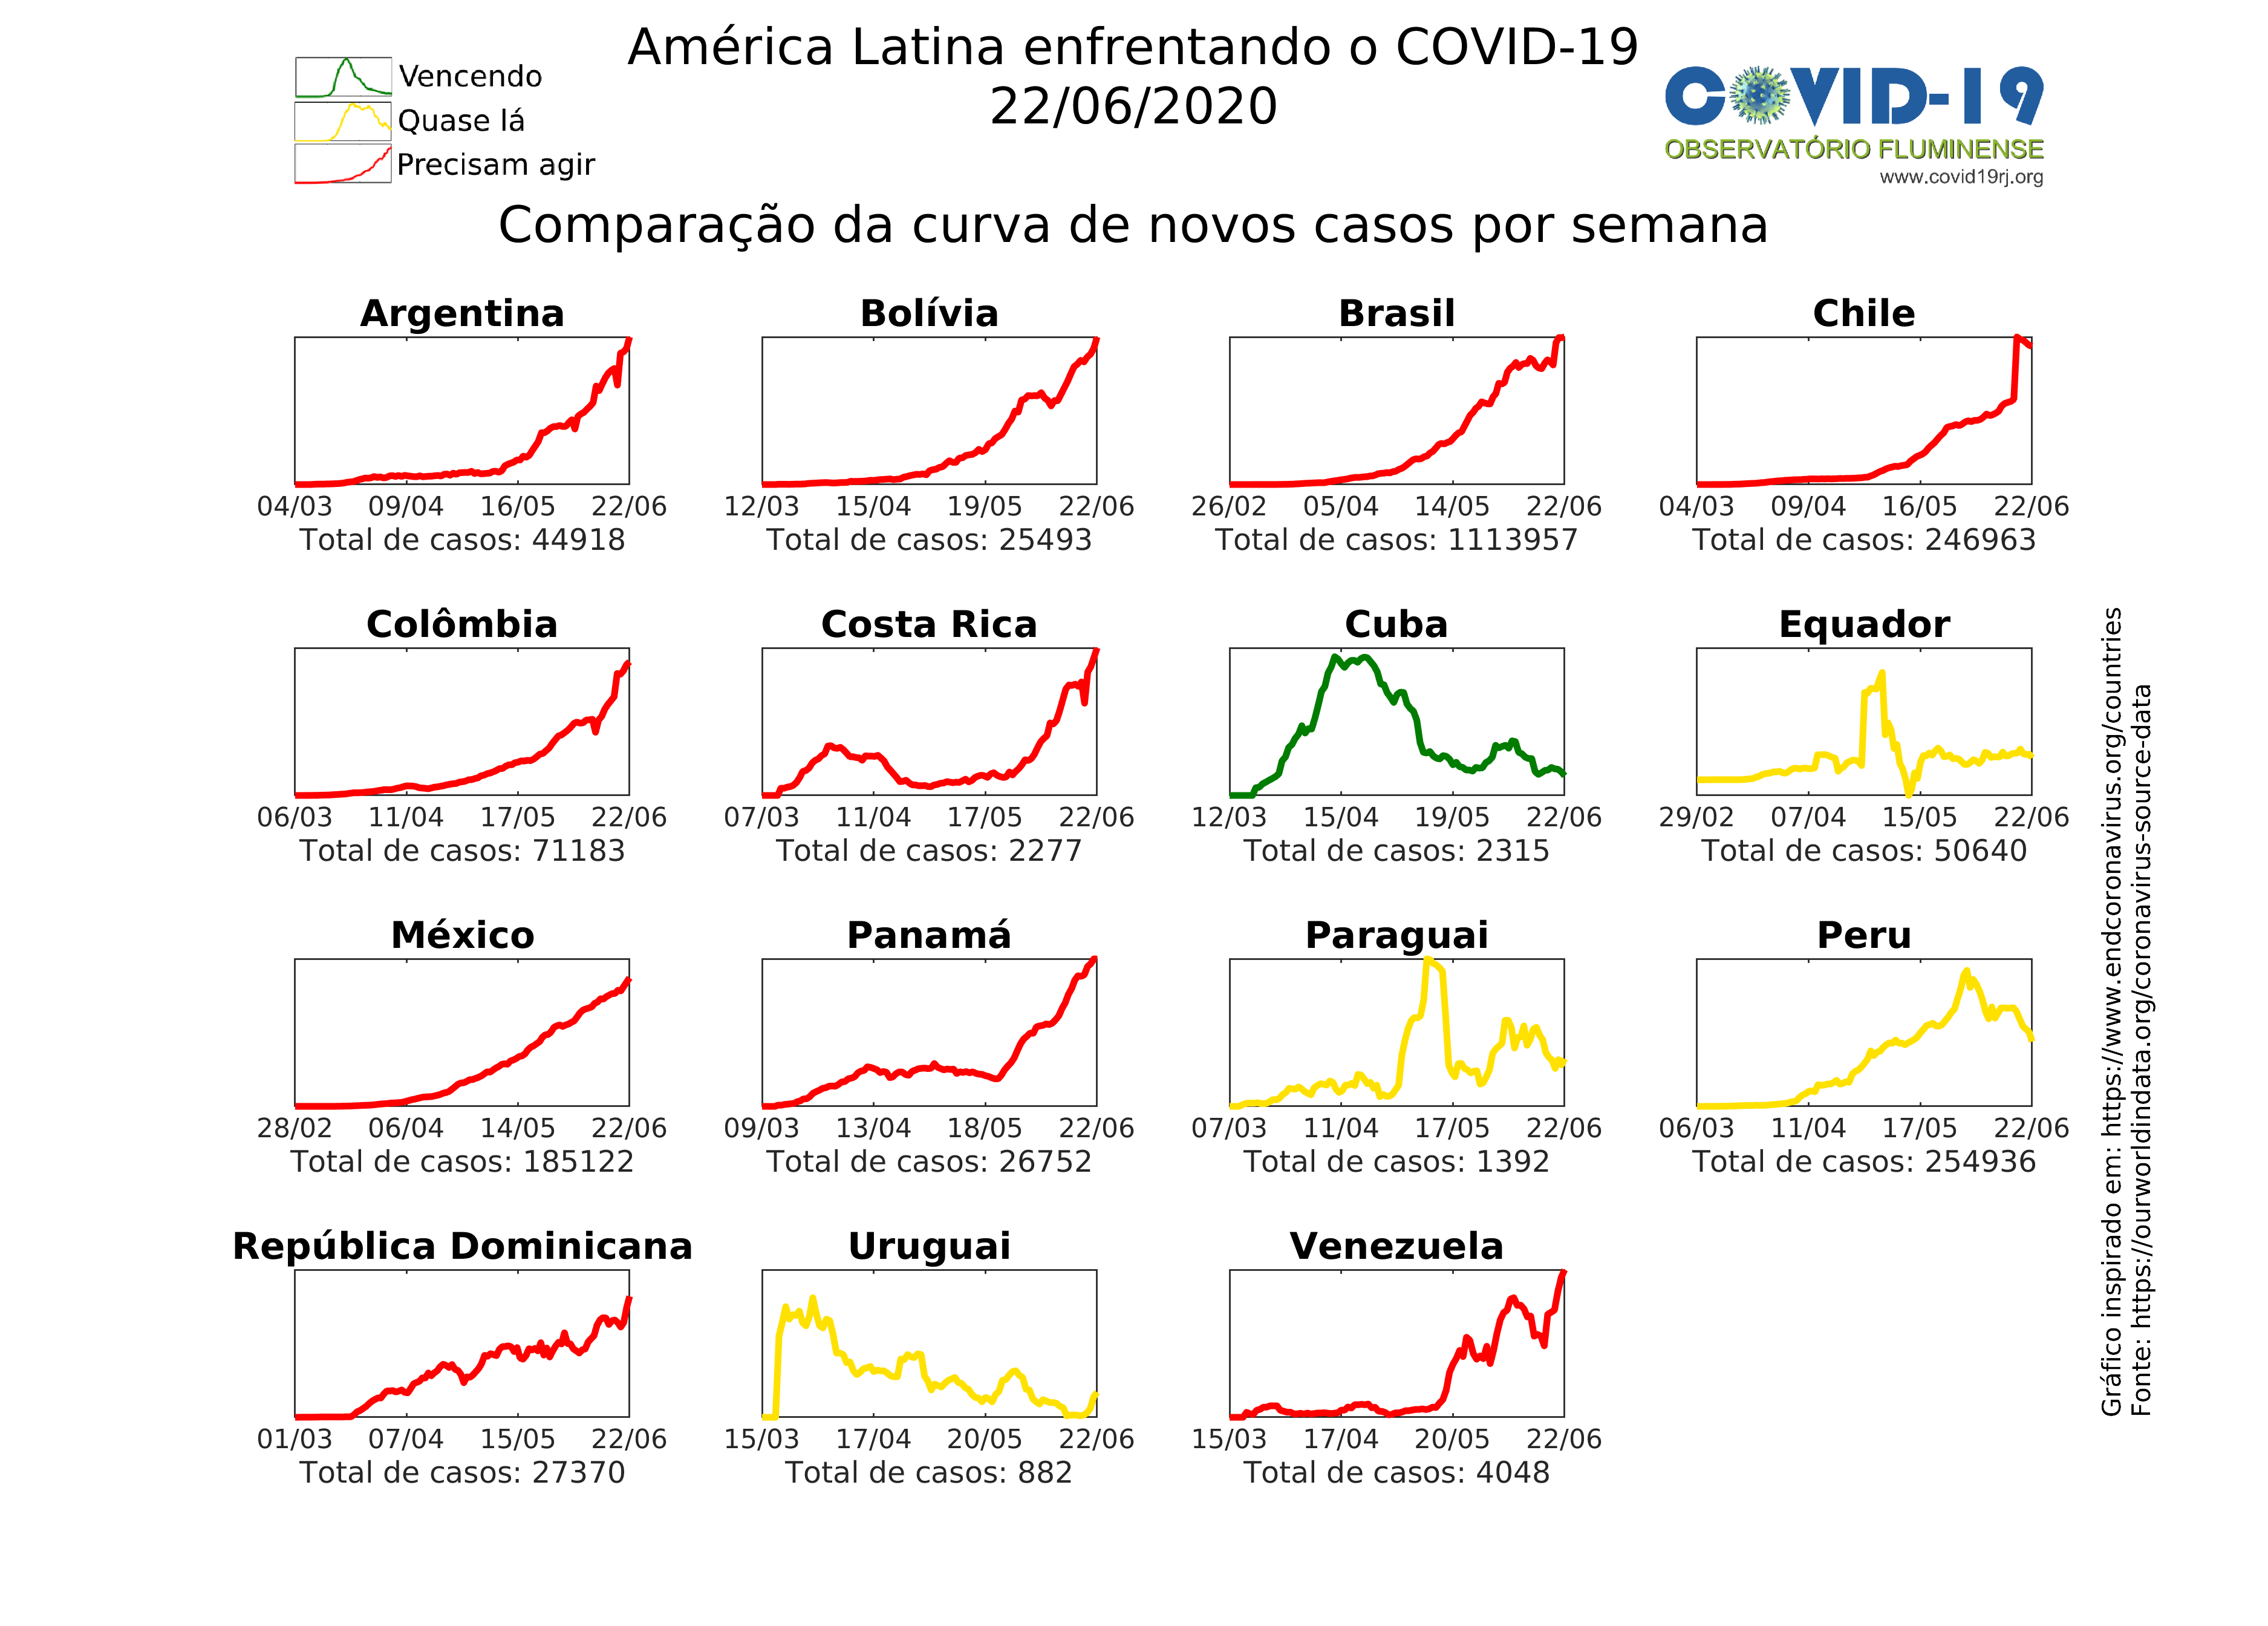 América Latina enfrentando o COVID-19
22/06/2020
Vencendo
Quase lá
Precisam agir
COVID-19
OBSERVATÓRIO FLUMINENSE
www.covid19rj.org
Comparação da curva de novos casos por semana
Argentina
04/03 09/04 16/05 22/06
Total de casos: 44918
Bolívia
12/03 15/04 19/05 22/06
Total de casos: 25493
Brasil
26/02 05/04 14/05 22/06
Total de casos: 1113957
Chile
04/03 09/04 16/05 22/06
Total de casos: 246963
Colômbia
06/03 11/04 17/05 22/06
Total de casos: 71183
Costa Rica
07/03 11/04 17/05 22/06
Total de casos: 2277
Cuba
12/03 15/04 19/05 22/06
Total de casos: 2315
Equador
29/02 07/04 15/05 22/06
Total de casos: 50640
México
28/02 06/04 14/05 22/06
Total de casos: 185122
Panamá
09/03 13/04 18/05 22/06
Total de casos: 26752
Paraguai
07/03 11/04 17/05 22/06
Total de casos: 1392
Peru
06/03 11/04 17/05 22/06
Total de casos: 254936
República Dominicana
01/03 07/04 15/05 22/06
Total de casos: 27370
Uruguai
15/03 17/04 20/05 22/06
Total de casos: 882
Venezuela
15/03 17/04 20/05 22/06
Total de casos: 4048
Gráfico inspirado em: https://www.endcoronavirus.org/countries
Fonte: https://ourworldindata.org/coronavirus-source-data